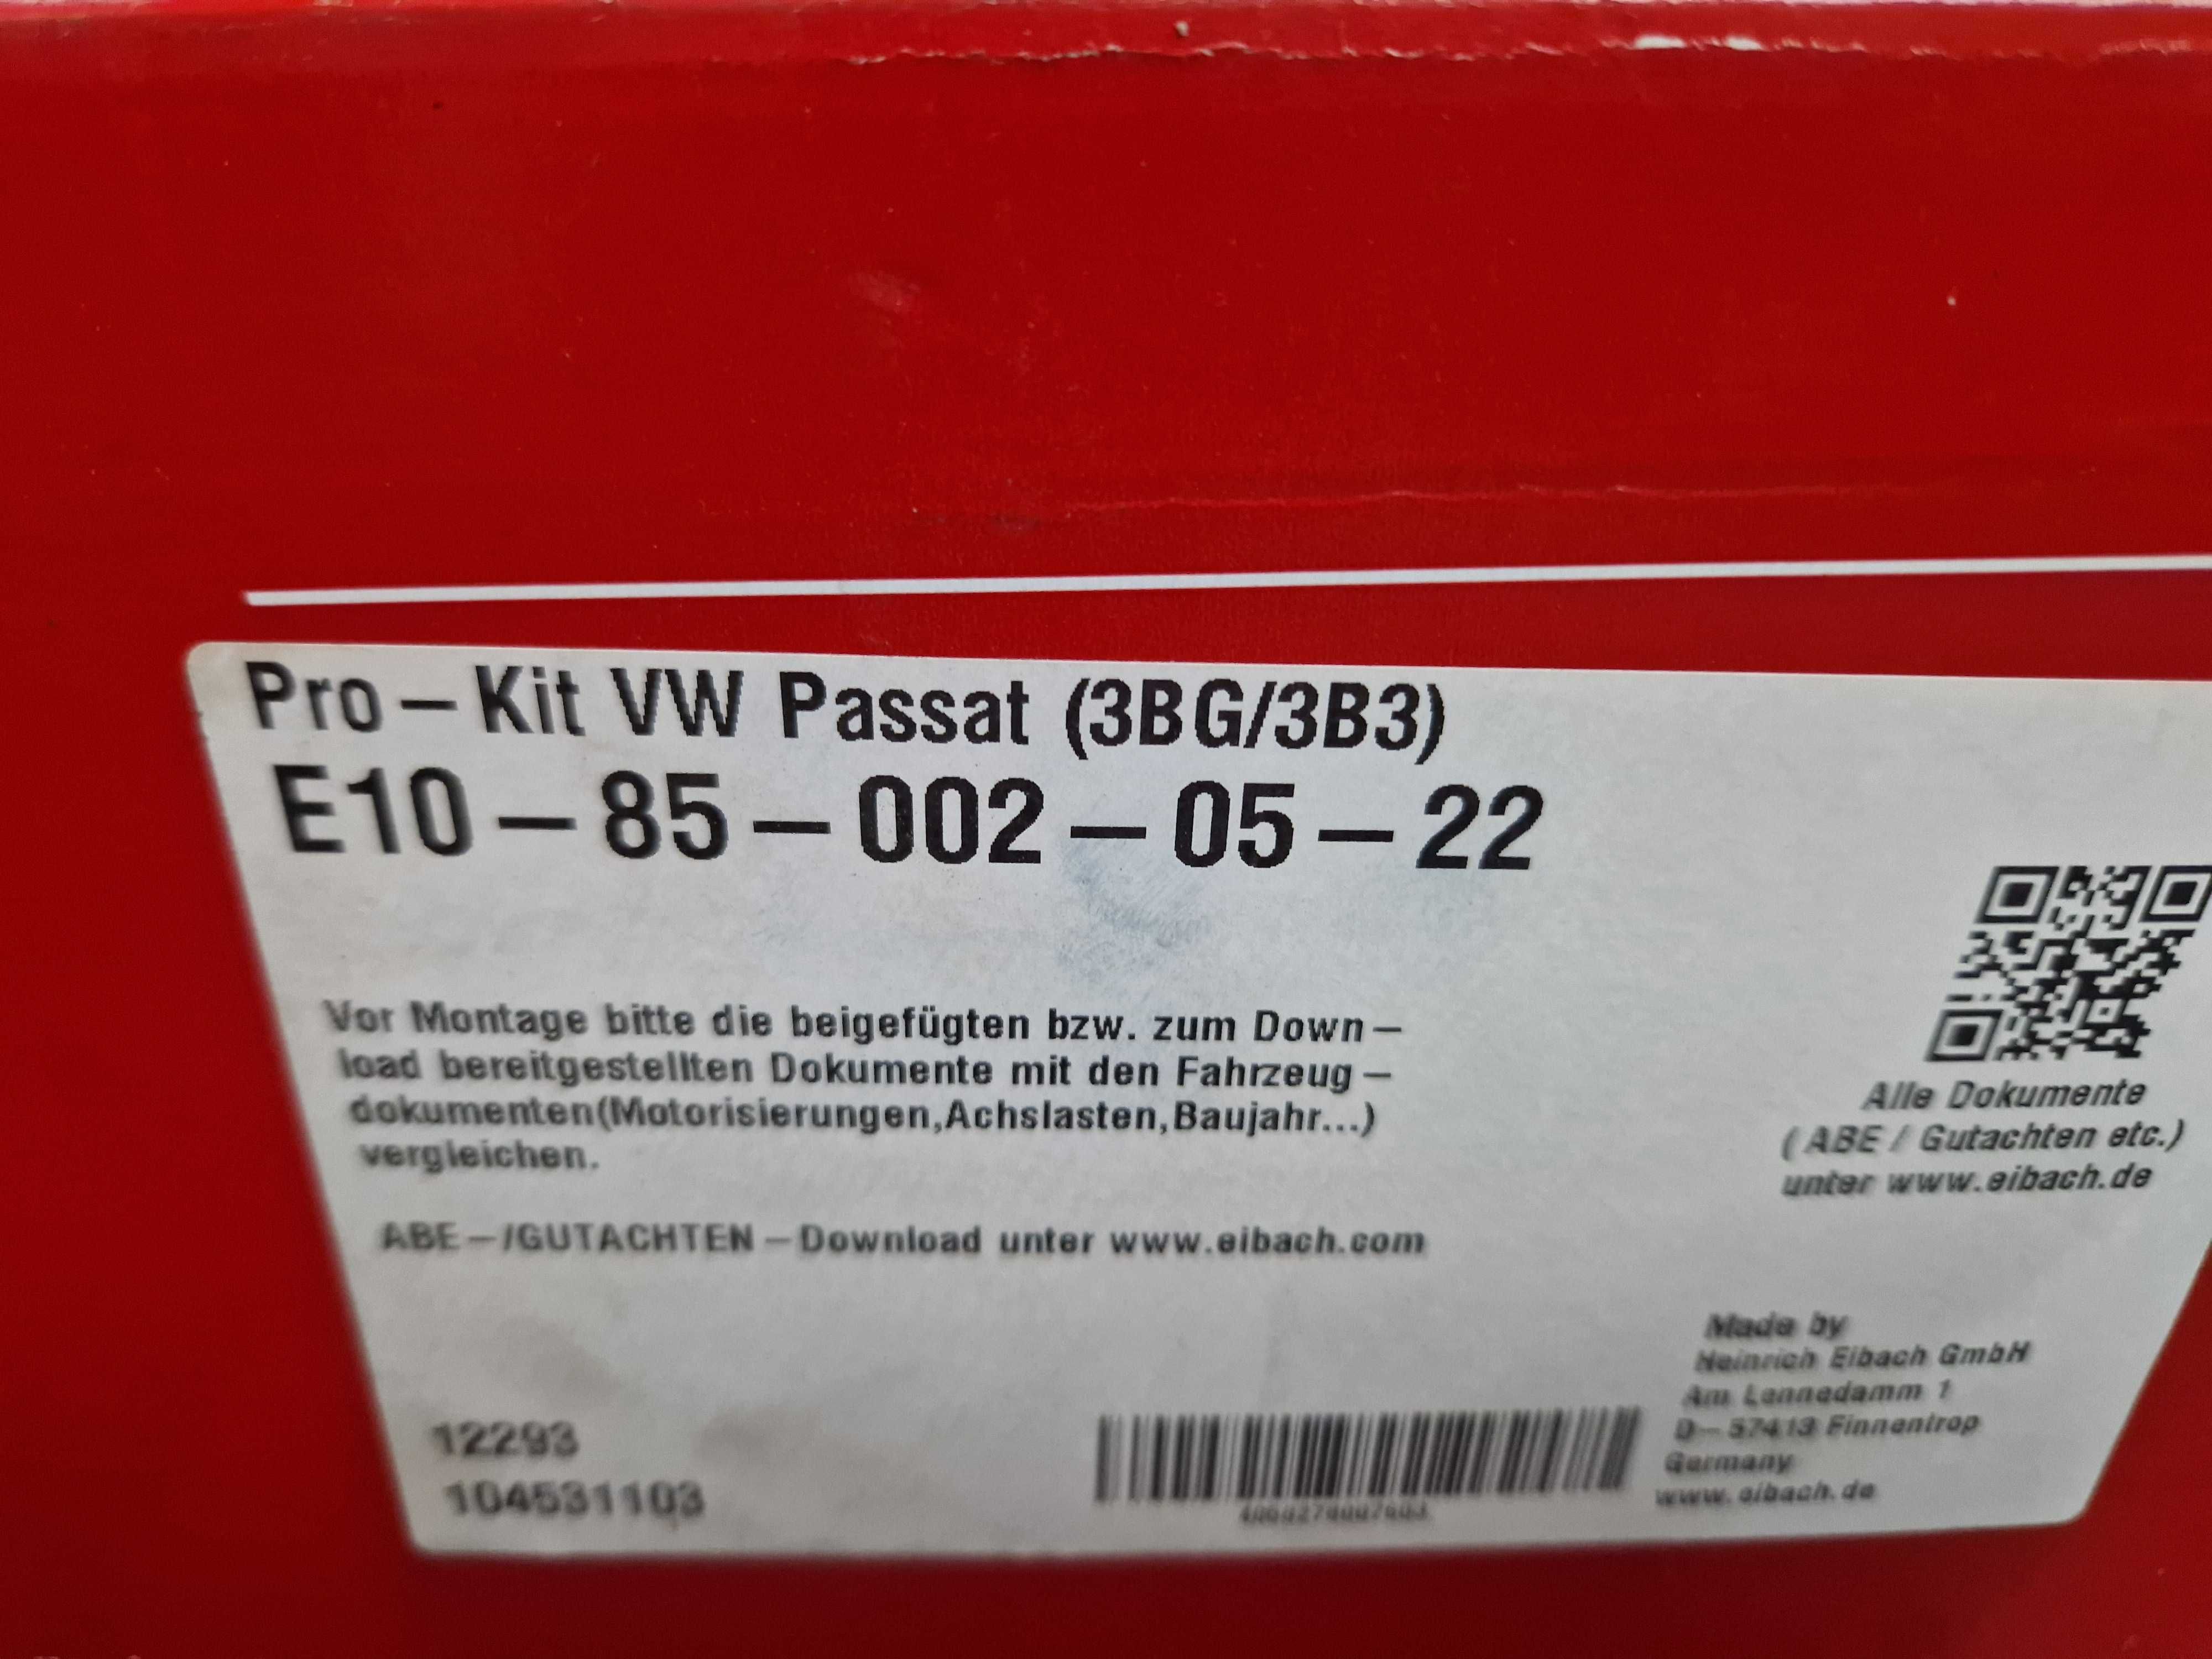 Pro-Kit VW Passat (3BG/3B3)
E10-85-002-05-22
Vor Montage bitte die beigefügten bzw. zum Down-
load bereitgestellten Dokumente mit den Fahrzeug-
dokumenten(Motorisierungen,Achslasten,Baujahr...)
vergleichen.
ABE-/GUTACHTEN-Download unter www.eibach.com
Alle Dokumente
(ABE / Gutachten etc.)
unter www.eibach.de
Made by
Heinrich Eibach GmbH
Am Lennedamm 1
D-57413 Finnentrop
Germany
www.eibach.de
12293
104531103